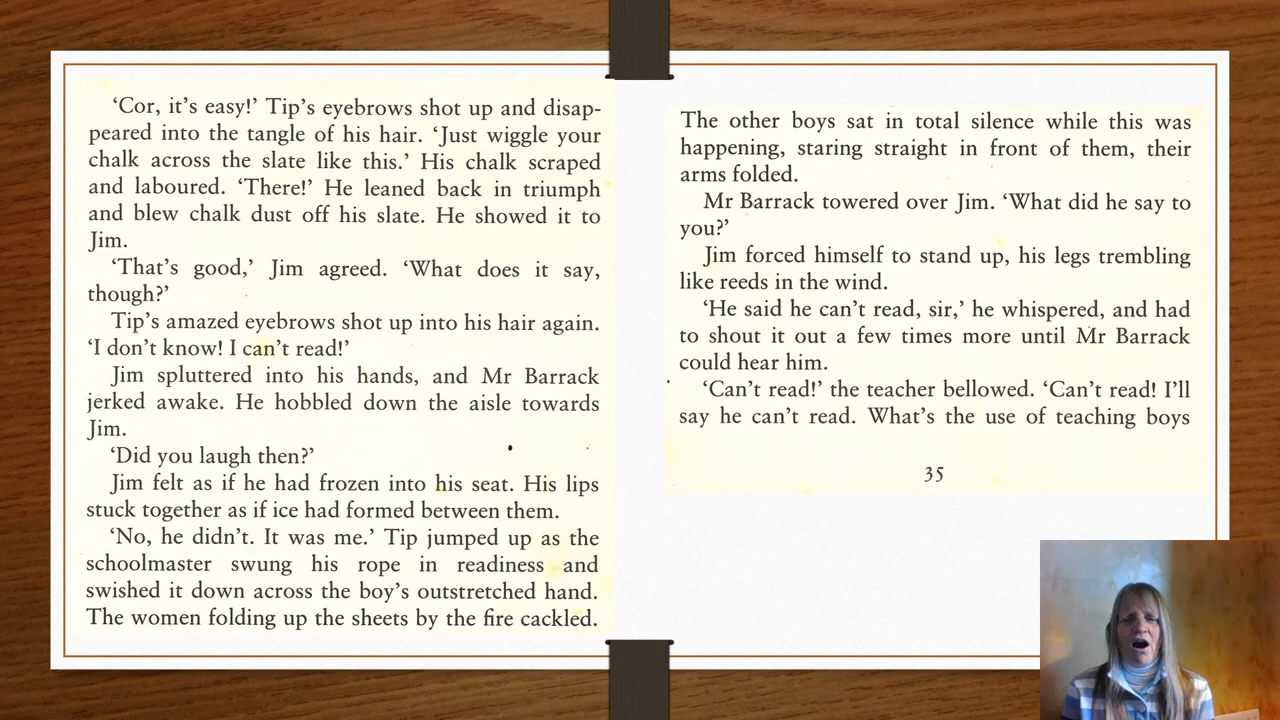 ‘Cor, it’s easy!’ Tip’s eyebrows shot up and disap-
peared into the tangle of his hair. ‘Just wiggle your
chalk across the slate like this.’ His chalk scraped
and laboured. ‘There!’ He leaned back in triumph
and blew chalk dust off his slate. He showed it to
Jim.
‘That’s good,’ Jim agreed. ‘What does it say,
though?’
Tip’s amazed eyebrows shot up into his hair again.
‘I don’t know! I can’t read!’
Jim spluttered into his hands, and Mr Barrack
jerked awake. He hobbled down the aisle towards
Jim.
‘Did you laugh then?’
Jim felt as if he had frozen into his seat. His lips
stuck together as if ice had formed between them.
‘No, he didn’t. It was me.’ Tip jumped up as the
schoolmaster swung his rope in readiness and
swished it down across the boy’s outstretched hand.
The women folding up the sheets by the fire cackled.
The other boys sat in total silence while this was
happening, staring straight in front of them, their
arms folded.
Mr Barrack towered over Jim. ‘What did he say to
you?’
Jim forced himself to stand up, his legs trembling
like reeds in the wind.
‘He said he can’t read, sir,’ he whispered, and had
to shout it out a few times more until Mr Barrack
could hear him.
‘Can’t read!’ the teacher bellowed. ‘Can’t read! I’ll
say he can’t read. What’s the use of teaching boys
35